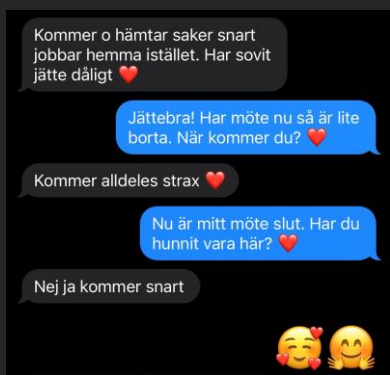 Kommer o hämtar saker snart
jobbar hemma istället. Har sovit
jätte dåligt ❤️
Jättebra! Har möte nu så är lite
borta. När kommer du? ❤️
Kommer alldeles strax ❤️
Nu är mitt möte slut. Har du
hunnit vara här? ❤️
Nej ja kommer snart
🥰🤗